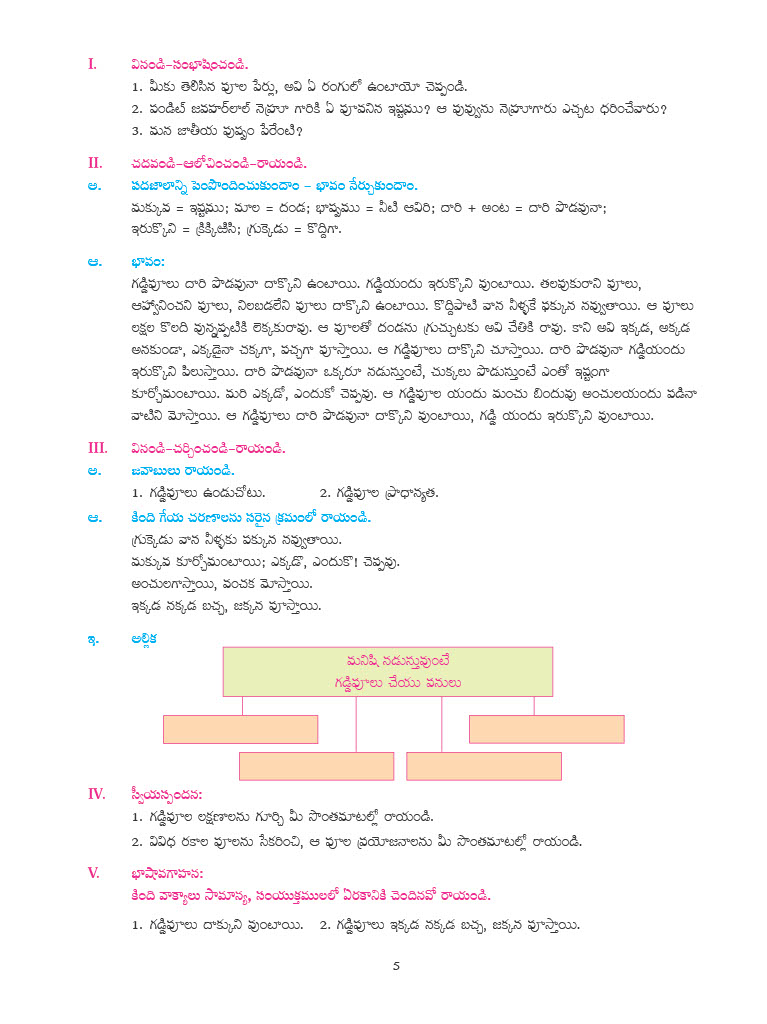 I. వినండి-సంభాషించండి.
1. మీకు తెలిసిన పూల పేర్లు, అవి ఏ రంగులో ఉంటాయో చెప్పండి.
2. పండిట్ జవహర్‌లాల్ నెహ్రూ గారికి ఏ పూవనిన ఇష్టము? ఆ పువ్వును నెహ్రూగారు ఎచ్చట ధరించేవారు?
3. మన జాతీయ పుష్పం పేరేంటి?
II. చదవండి-ఆలోచించండి-రాయండి.
అ. పదజాలాన్ని పెంపొందించుకుందాం - భావం నేర్చుకుందాం.
మక్కువ = ఇష్టము; మాల = దండ; భాష్పము = నీటి ఆవిరి; దారి + అంట = దారి పొడవునా;
ఇరుక్కొని = క్రిక్కిఱిసి; గ్రుక్కెడు = కొద్దిగా.
ఆ. భావం:
గడ్డిపూలు దారి పొడవునా దాక్కొని ఉంటాయి. గడ్డియందు ఇరుక్కొని వుంటాయి. తలపుకురాని పూలు,
ఆహ్వానించని పూలు, నిలబడలేని పూలు దాక్కొని ఉంటాయి. కొద్దిపాటి వాన నీళ్ళకే ఫక్కున నవ్వుతాయి. ఆ పూలు
లక్షల కొలది వున్నప్పటికి లెక్కకురావు. ఆ పూలతో దండను గ్రుచ్చుటకు అవి చేతికి రావు. కాని అవి ఇక్కడ, అక్కడ
అనకుండా, ఎక్కడైనా చక్కగా, పచ్చగా పూస్తాయి. ఆ గడ్డిపూలు దాక్కొని చూస్తాయి. దారి పొడవునా గడ్డియందు
ఇరుక్కొని పిలుస్తాయి. దారి పొడవునా ఒక్కరూ నడుస్తుంటే, చుక్కలు పొడుస్తుంటే ఎంతో ఇష్టంగా
కూర్చోమంటాయి. మరి ఎక్కడో, ఎందుకో చెప్పవు. ఆ గడ్డిపూల యందు మంచు బిందువు అంచులయందు పడినా
వాటిని మోస్తాయి. ఆ గడ్డిపూలు దారి పొడవునా దాక్కొని వుంటాయి, గడ్డి యందు ఇరుక్కొని వుంటాయి.
III. వినండి-చర్చించండి-రాయండి.
అ. జవాబులు రాయండి.
1. గడ్డిపూలు ఉండుచోటు. 2. గడ్డిపూల ప్రాధాన్యత.
ఆ. కింది గేయ చరణాలను సరైన క్రమంలో రాయండి.
గ్రుక్కెడు వాన నీళ్ళకు పక్కున నవ్వుతాయి.
మక్కువ కూర్చోమంటాయి; ఎక్కడొ, ఎందుకొ! చెప్పవు.
అంచులగాస్తాయి, వంచక మోస్తాయి.
ఇక్కడ నక్కడ బచ్చ, జక్కన పూస్తాయి.
ఇ. అల్లిక
మనిషి నడుస్తువుంటే
గడ్డిపూలు చేయు పనులు
IV. స్వీయస్పందన:
1. గడ్డిపూల లక్షణాలను గూర్చి మీ సొంతమాటల్లో రాయండి.
2. వివిధ రకాల పూలను సేకరించి, ఆ పూల ప్రయోజనాలను మీ సొంతమాటల్లో రాయండి.
V. భాషావగాహన:
కింది వాక్యాలు సామాన్య, సంయుక్తములలో ఏరకానికి చెందినవో రాయండి.
1. గడ్డిపూలు దాక్కుని వుంటాయి. 2. గడ్డిపూలు ఇక్కడ నక్కడ బచ్చ, జక్కన పూస్తాయి.
5